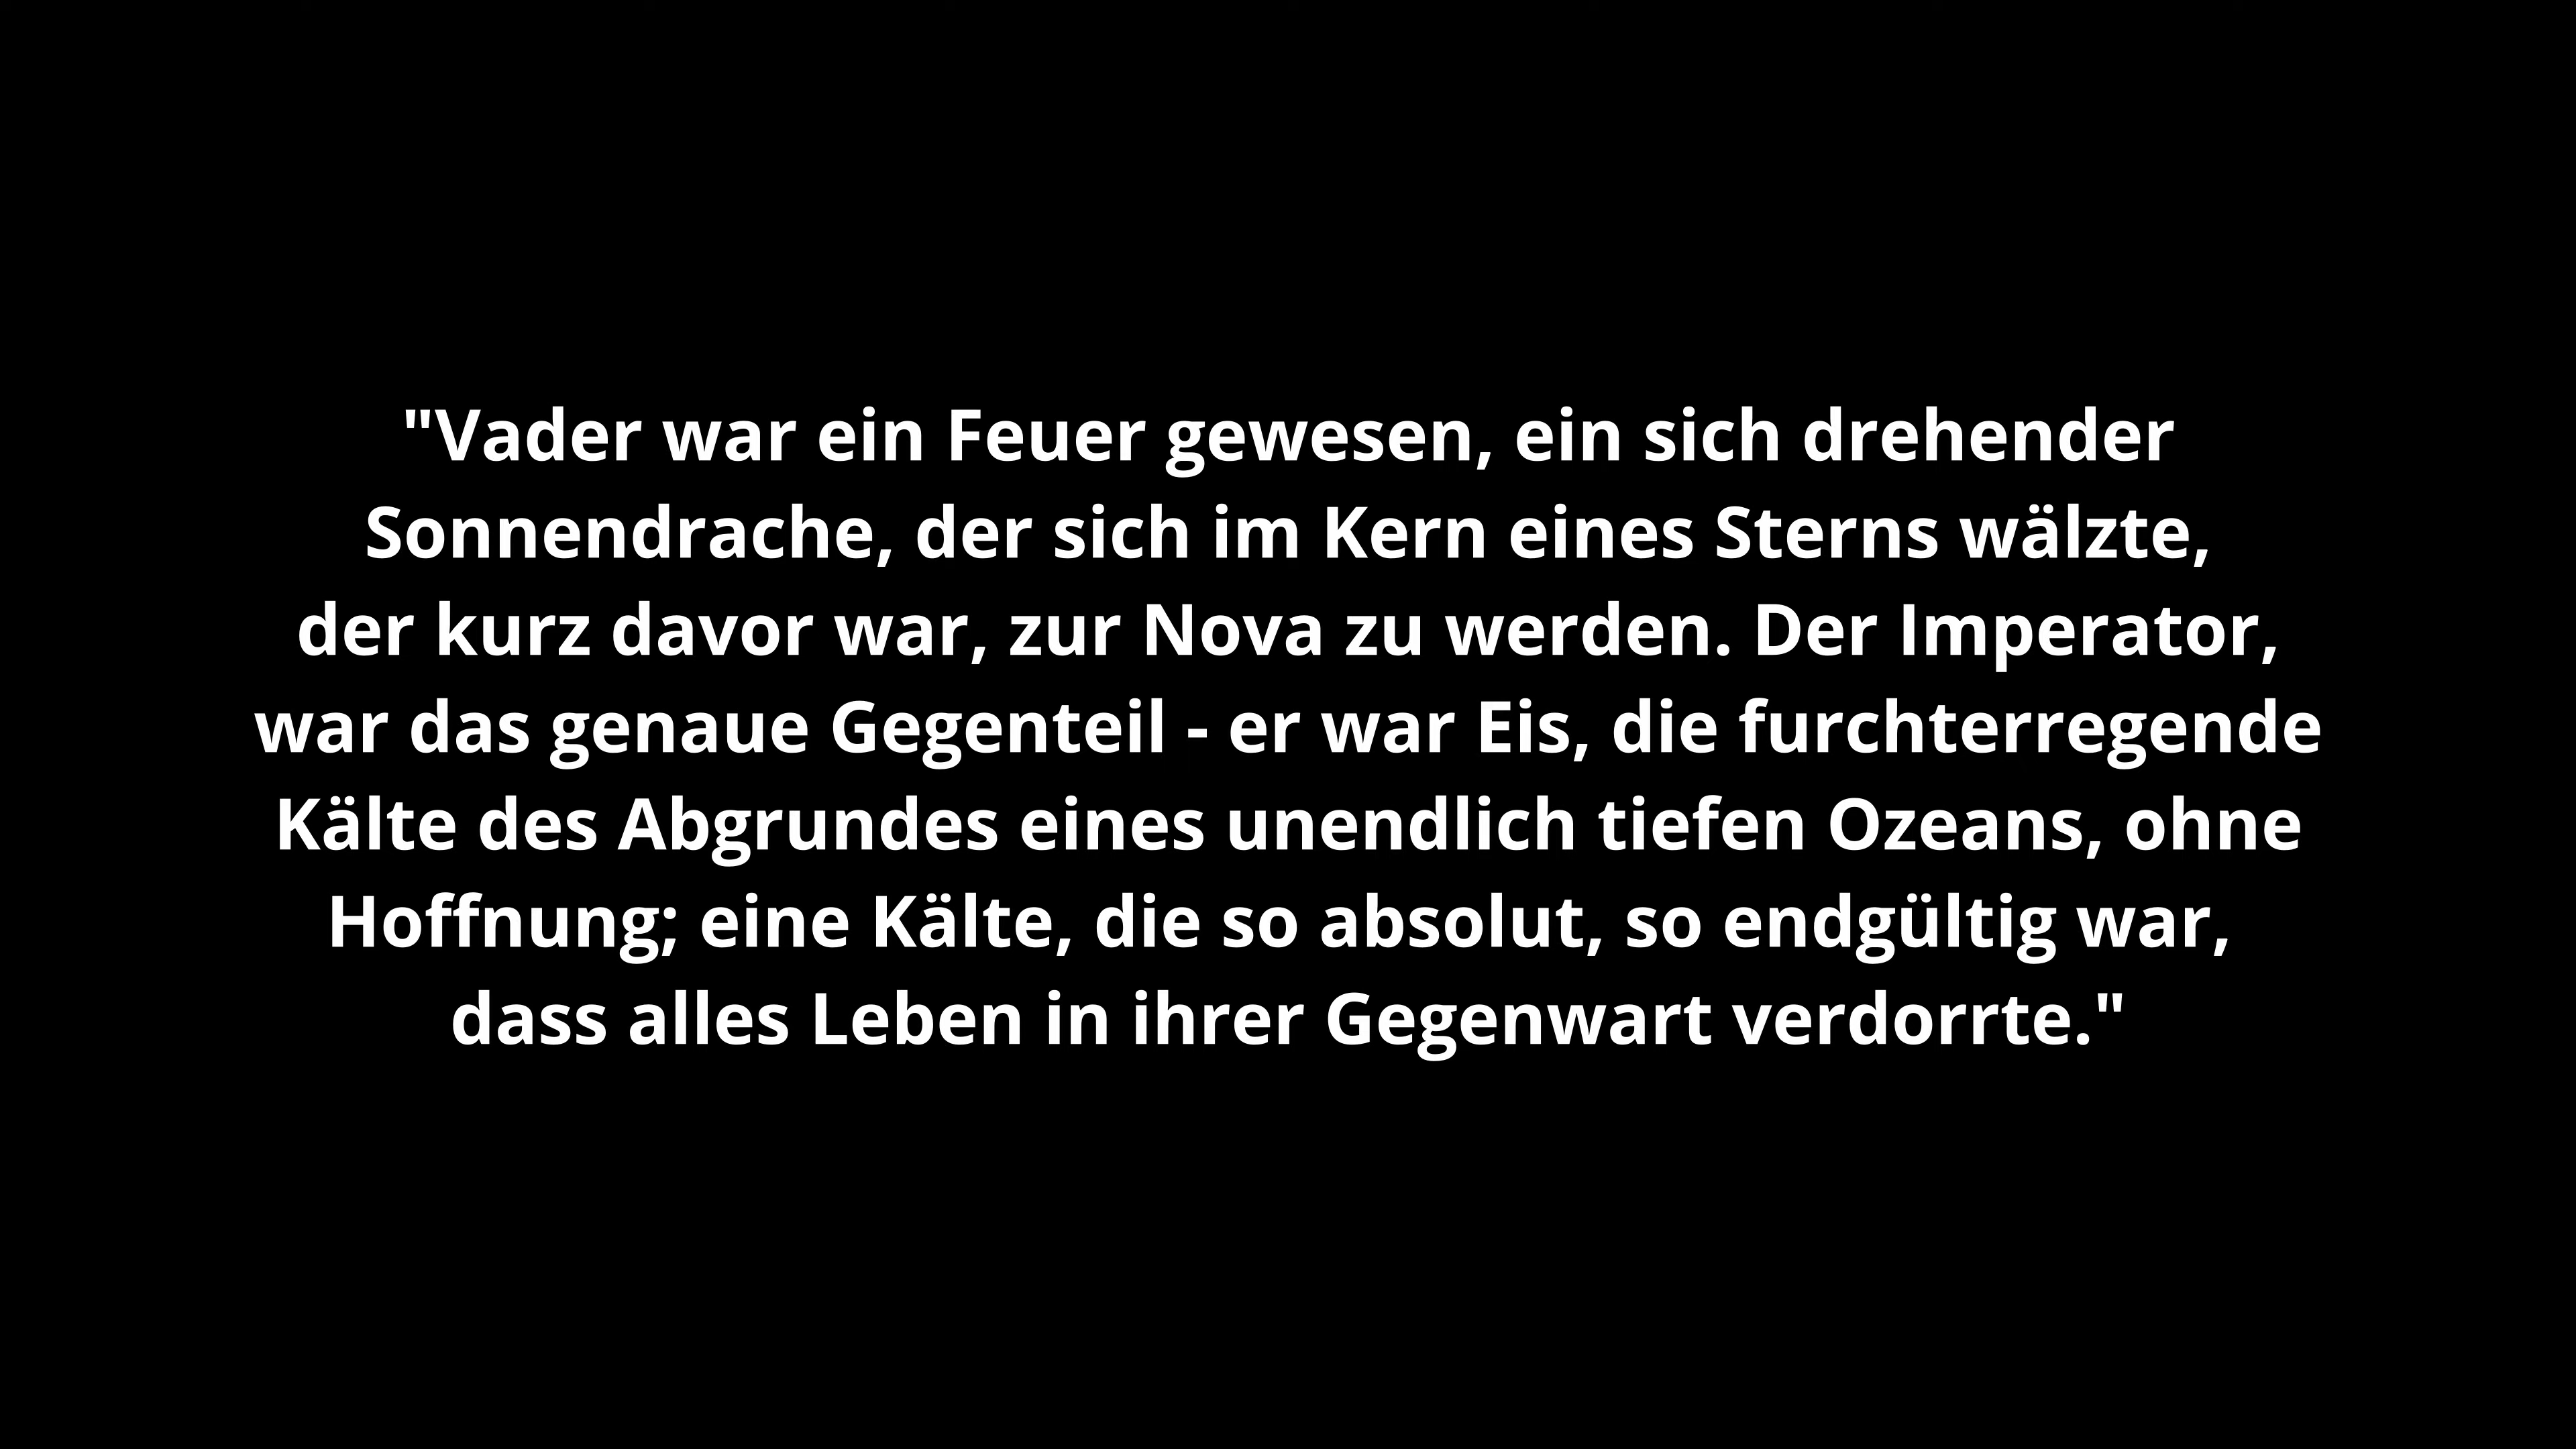 "Vader war ein Feuer gewesen, ein sich drehender
Sonnendrache, der sich im Kern eines Sterns wälzte,
der kurz davor war, zur Nova zu werden. Der Imperator,
war das genaue Gegenteil - er war Eis, die furchterregende
Kälte des Abgrundes eines unendlich tiefen Ozeans, ohne
Hoffnung; eine Kälte, die so absolut, so endgültig war,
dass alles Leben in ihrer Gegenwart verdorrte."